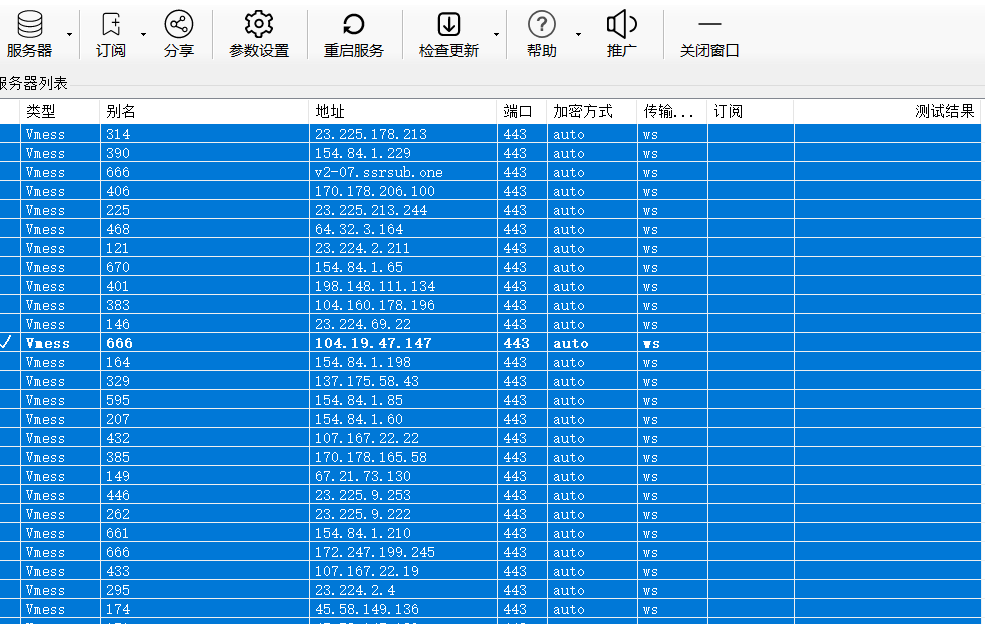 服务器 订阅 分享 参数设置 重启服务 检查更新 帮助 推广 关闭窗口
服务器列表
类型 别名 地址 端口 加密方式 传输... 订阅 测试结果
Vmess 314 23.225.178.213 443 auto ws
Vmess 390 154.84.1.229 443 auto ws
Vmess 666 v2-07.ssrsub.one 443 auto ws
Vmess 406 170.178.206.100 443 auto ws
Vmess 225 23.225.213.244 443 auto ws
Vmess 468 64.32.3.164 443 auto ws
Vmess 121 23.224.2.211 443 auto ws
Vmess 670 154.84.1.65 443 auto ws
Vmess 401 198.148.111.134 443 auto ws
Vmess 383 104.160.178.196 443 auto ws
Vmess 146 23.224.69.22 443 auto ws
Vmess 666 104.19.47.147 443 auto ws
Vmess 164 154.84.1.198 443 auto ws
Vmess 329 137.175.58.43 443 auto ws
Vmess 595 154.84.1.85 443 auto ws
Vmess 207 154.84.1.60 443 auto ws
Vmess 432 107.167.22.22 443 auto ws
Vmess 385 170.178.165.58 443 auto ws
Vmess 149 67.21.73.130 443 auto ws
Vmess 446 23.225.9.253 443 auto ws
Vmess 262 23.225.9.222 443 auto ws
Vmess 661 154.84.1.210 443 auto ws
Vmess 666 172.247.199.245 443 auto ws
Vmess 433 107.167.22.19 443 auto ws
Vmess 295 23.224.2.4 443 auto ws
Vmess 174 45.58.149.136 443 auto ws